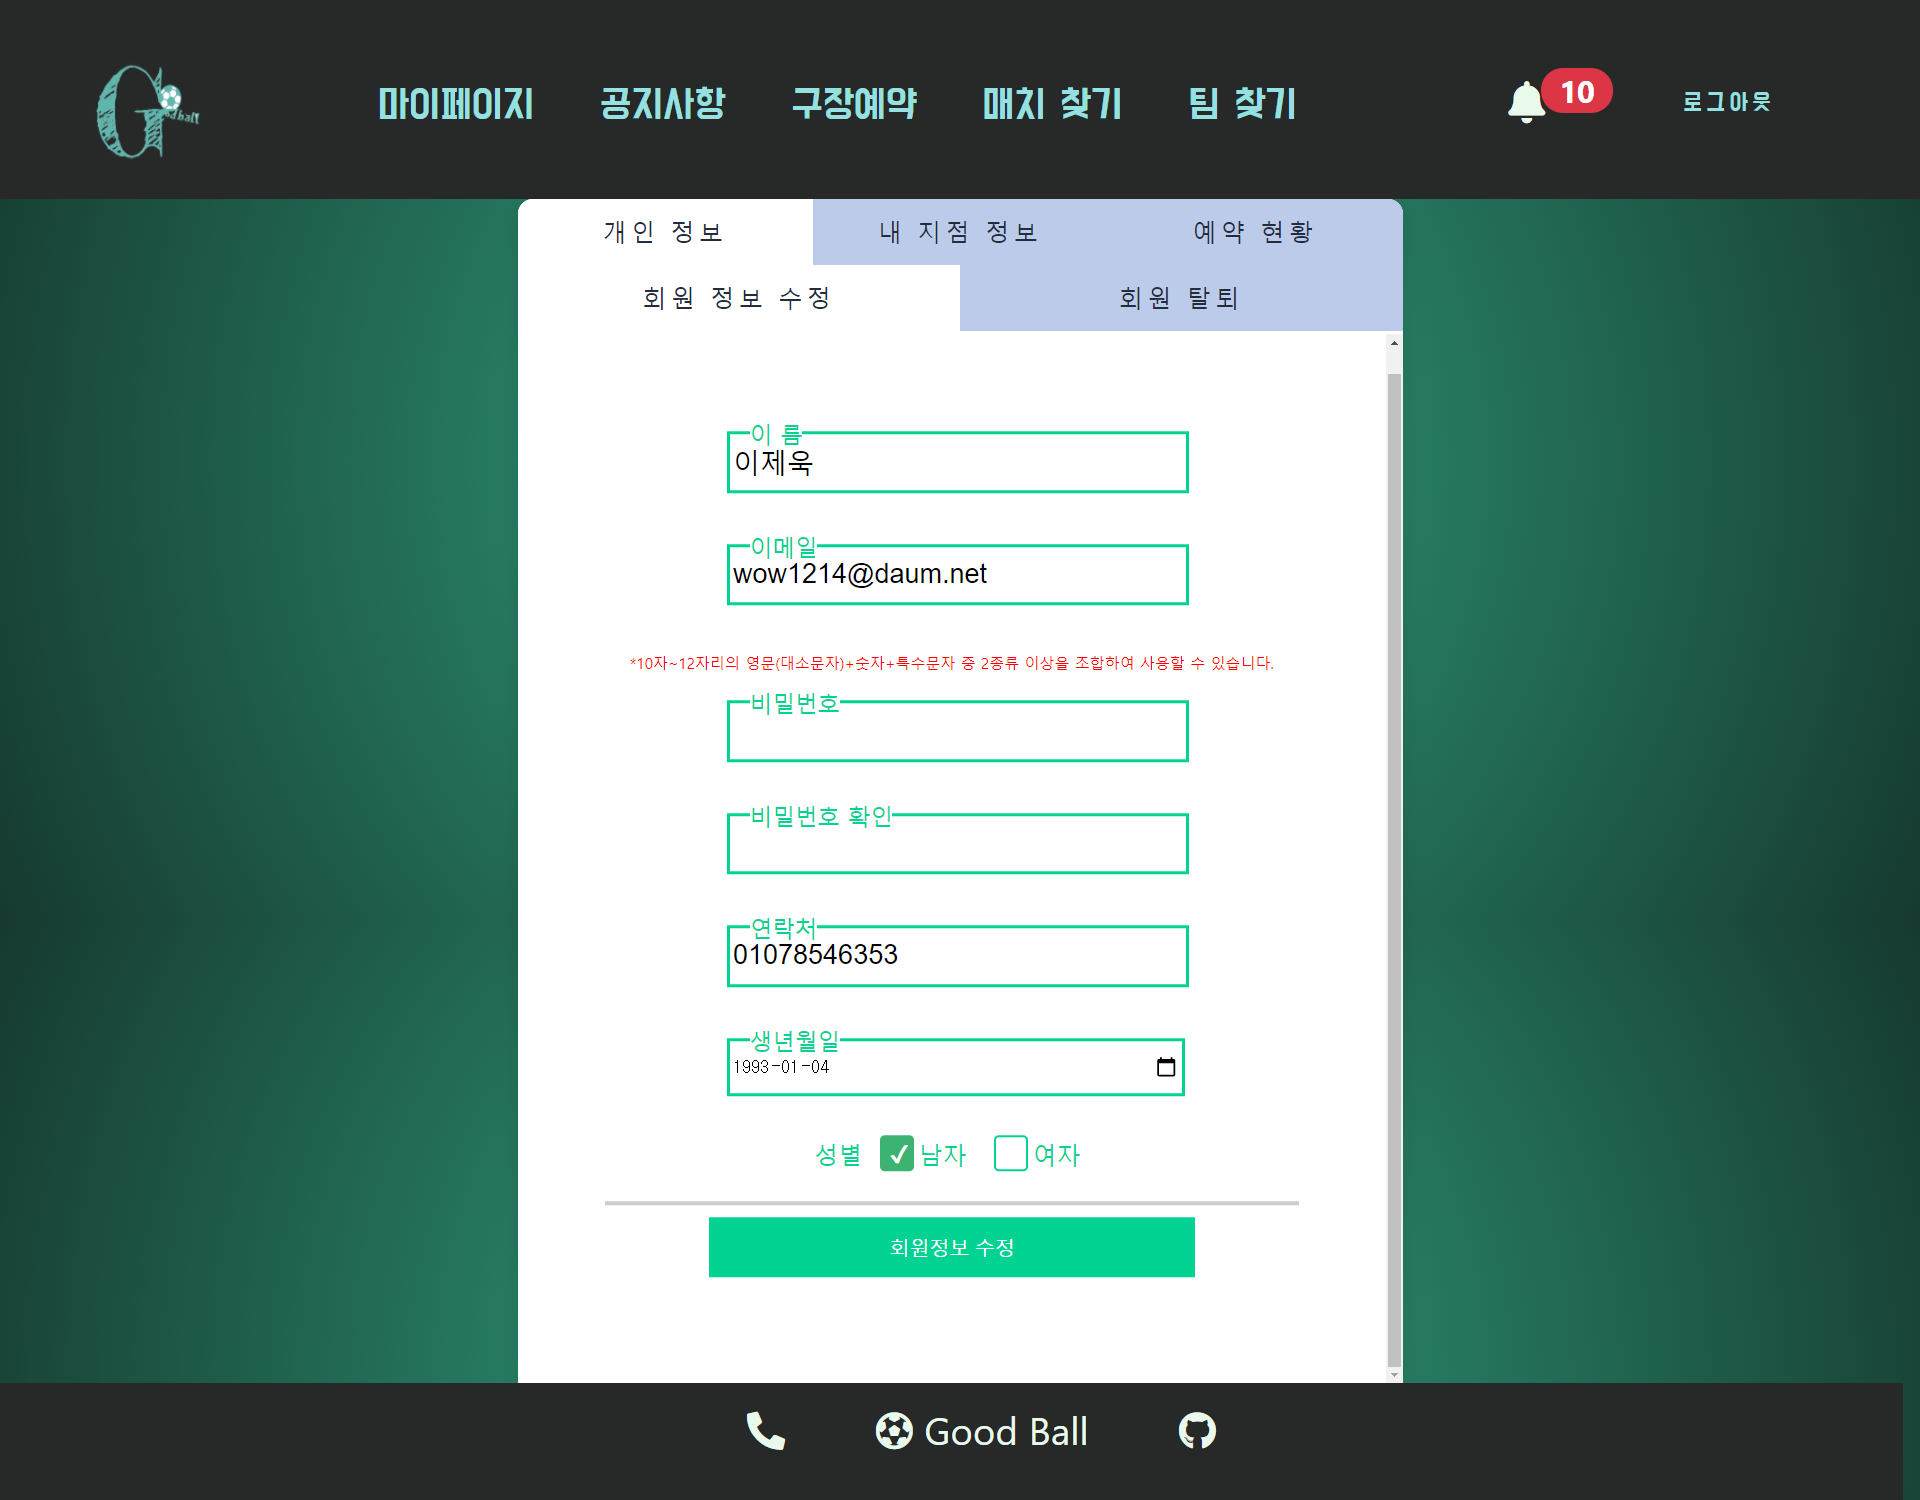 Good ball
마이페이지 공지사항 구장예약 매치 찾기 팀 찾기 10 로그아웃
개인 정보 내 지점 정보 예약 현황
회원 정보 수정 회원 탈퇴
이 름
이제욱
이메일
wow1214@daum.net
*10자~12자리의 영문(대소문자)+숫자+특수문자 중 2종류 이상을 조합하여 사용할 수 있습니다.
비밀번호
비밀번호 확인
연락처
01078546353
생년월일
1993-01-04
성별 남자 여자
회원정보 수정
Good Ball